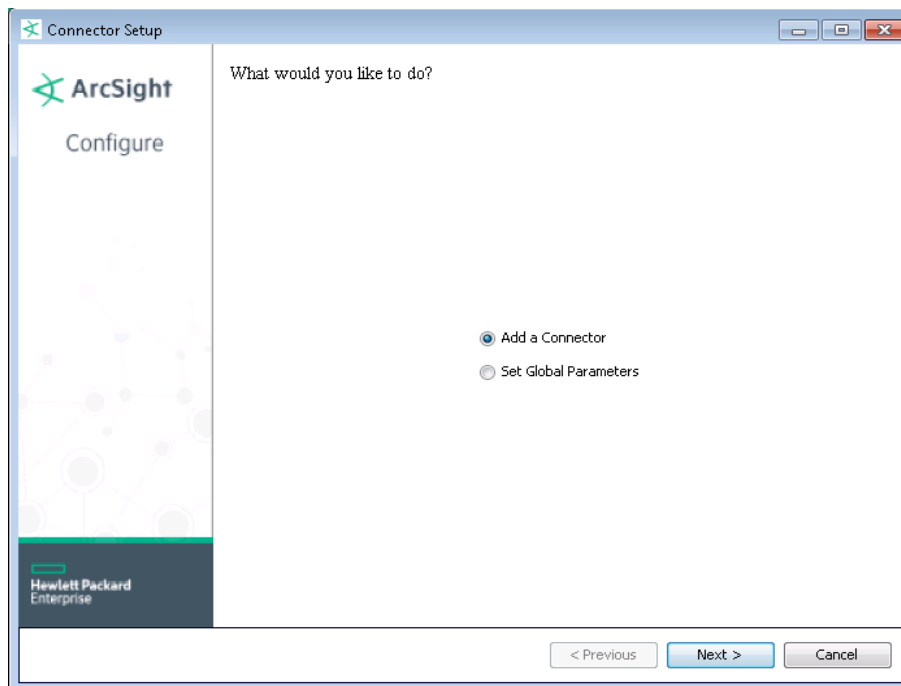 Connector Setup
ArcSight
Configure
What would you like to do?
Add a Connector
Set Global Parameters
Hewlett Packard
Enterprise
< Previous
Next >
Cancel